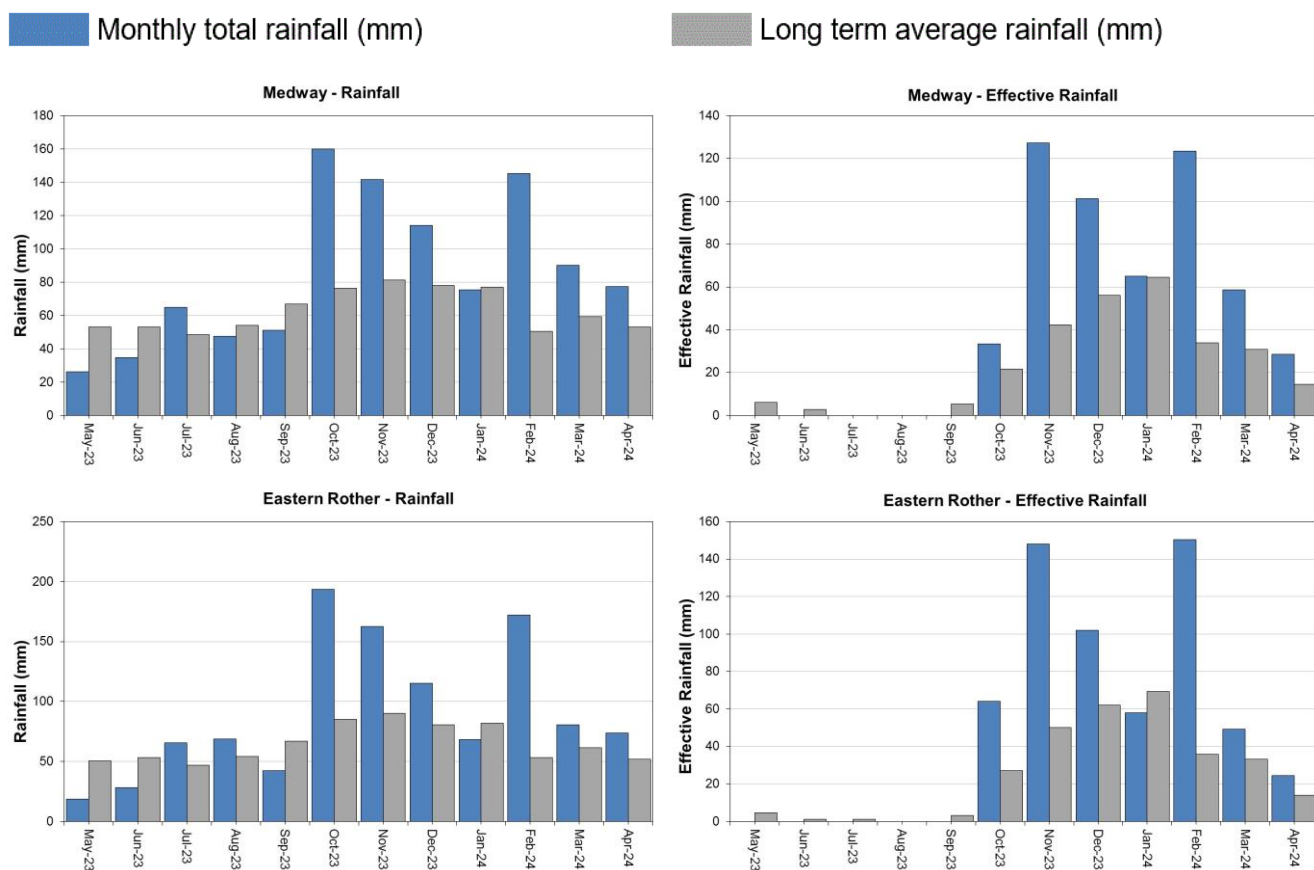 Monthly total rainfall (mm)
Long term average rainfall (mm)
Medway - Rainfall
Rainfall (mm)
180
160
140
120
100
80
60
40
20
0
May-23
Jun-23
Jul-23
Aug-23
Sep-23
Oct-23
Nov-23
Dec-23
Jan-24
Feb-24
Mar-24
Apr-24
Medway - Effective Rainfall
Effective Rainfall (mm)
140
120
100
80
60
40
20
0
May-23
Jun-23
Jul-23
Aug-23
Sep-23
Oct-23
Nov-23
Dec-23
Jan-24
Feb-24
Mar-24
Apr-24
Eastern Rother - Rainfall
Rainfall (mm)
250
200
150
100
50
0
May-23
Jun-23
Jul-23
Aug-23
Sep-23
Oct-23
Nov-23
Dec-23
Jan-24
Feb-24
Mar-24
Apr-24
Eastern Rother - Effective Rainfall
Effective Rainfall (mm)
160
140
120
100
80
60
40
20
0
May-23
Jun-23
Jul-23
Aug-23
Sep-23
Oct-23
Nov-23
Dec-23
Jan-24
Feb-24
Mar-24
Apr-24